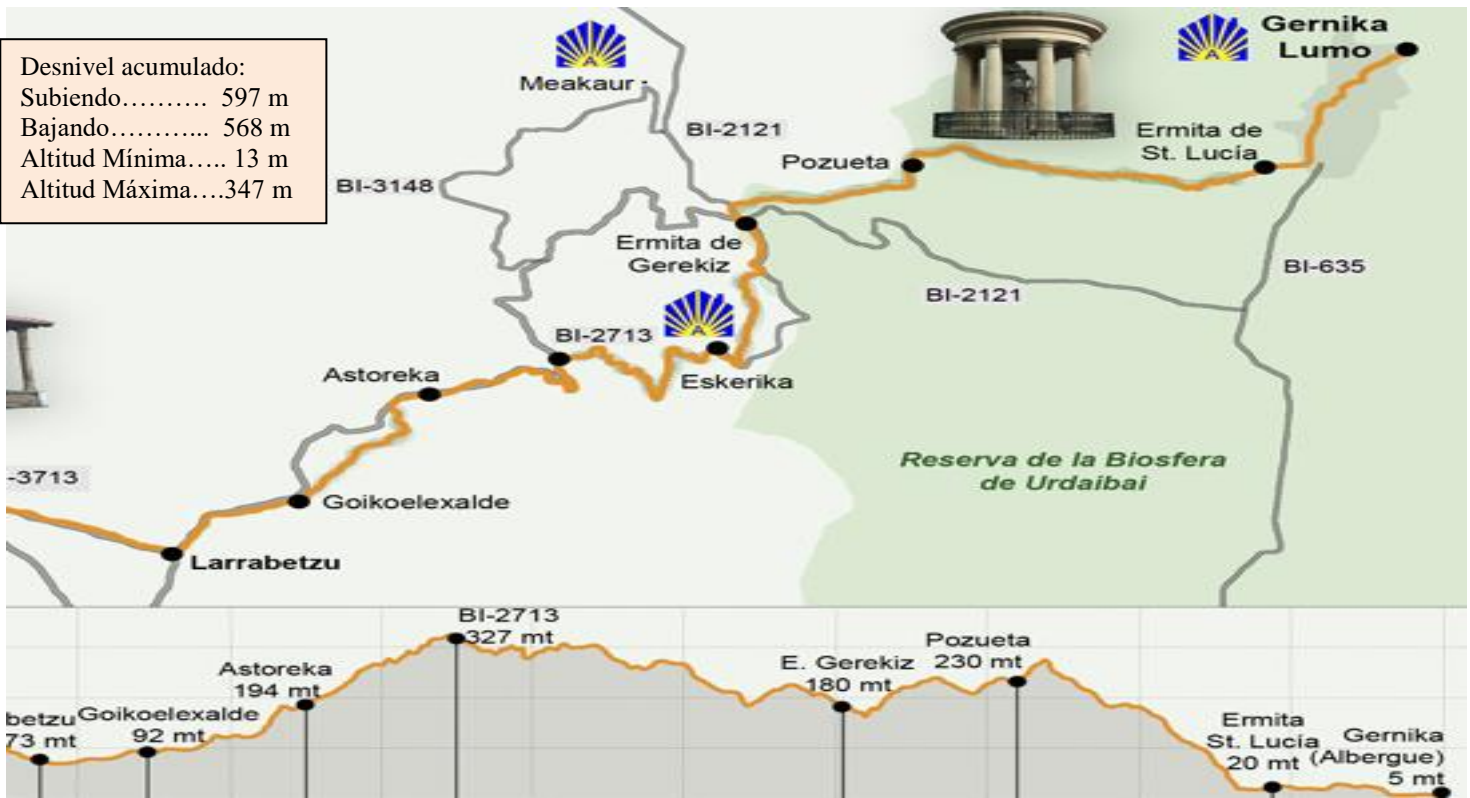 Desnivel acumulado:
Subiendo………. 597 m
Bajando………... 568 m
Altitud Mínima….. 13 m
Altitud Máxima….347 m
Gernika
Lumo
A
A
Meakaur
BI-2121
Ermita de
St. Lucía
Pozueta
BI-3148
Ermita de
Gerekiz
BI-635
BI-2121
BI-2713
A
Astoreka
Eskerika
Reserva de la Biosfera
de Urdaibai
-3713
Goikoelexalde
Larrabetzu
BI-2713
327 mt
Astoreka
194 mt
E. Gerekiz
180 mt
Pozueta
230 mt
betzu
73 mt
Goikoelexalde
92 mt
Ermita
St. Lucía
20 mt
Gernika
(Albergue)
5 mt